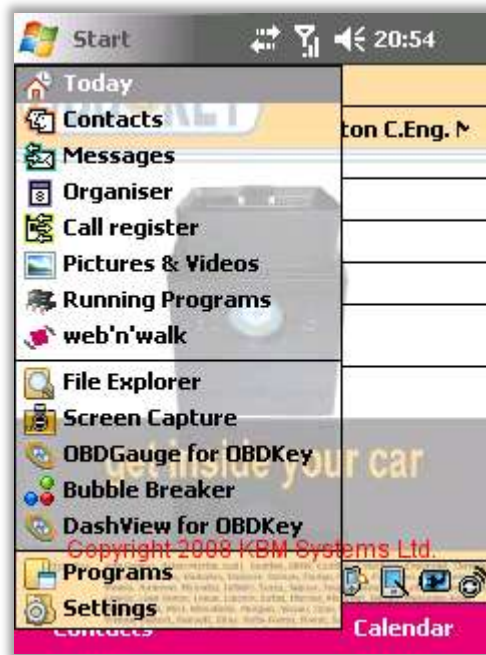 Start 20:54
Today
KEY
Contacts
ton C.Eng. M
Messages
Organiser
Call register
Pictures & Videos
Running Programs
web'n'walk
File Explorer
Screen Capture
OBDGauge for OBDKey
get inside your car
Bubble Breaker
DashView for OBDKey
Copyright 2008 KBM Systems Ltd.
Programs
Settings
Contacts Calendar